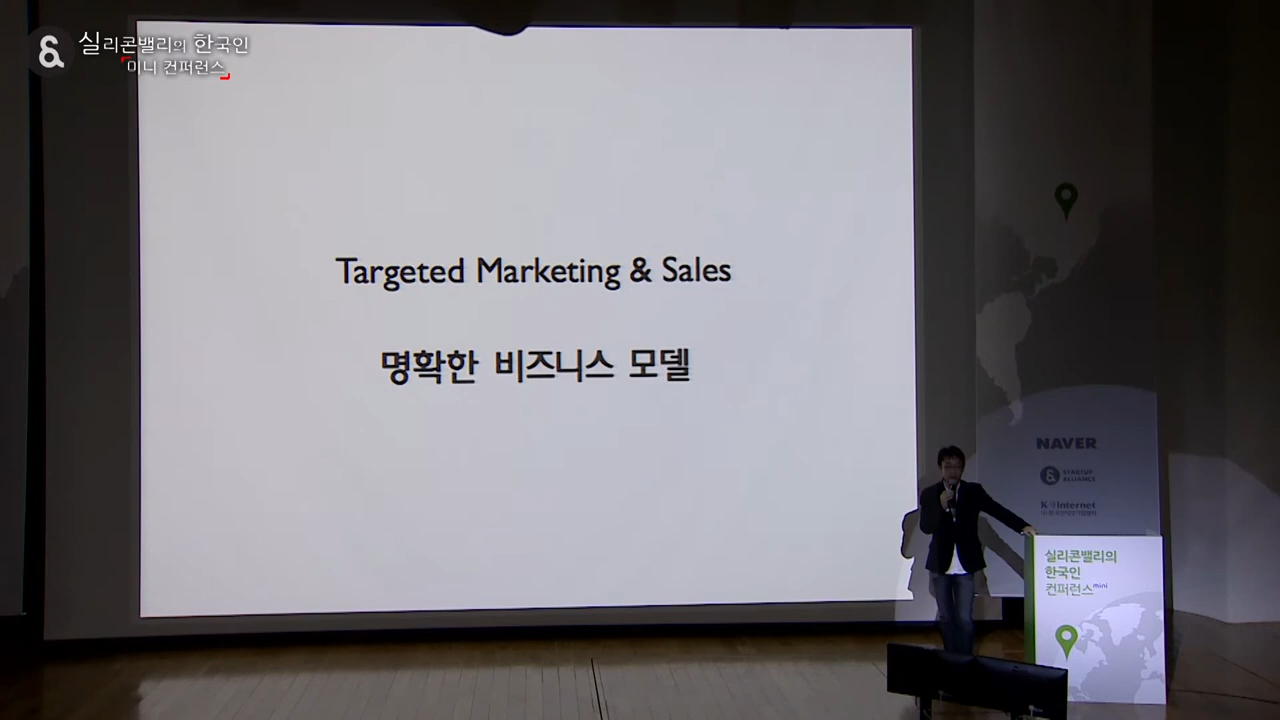 실리콘밸리의 한국인
미니 컨퍼런스
Targeted Marketing & Sales
명확한 비즈니스 모델
NAVER
STARTUP
ALLIANCE
실리콘밸리의
한국인
컨퍼런스mini